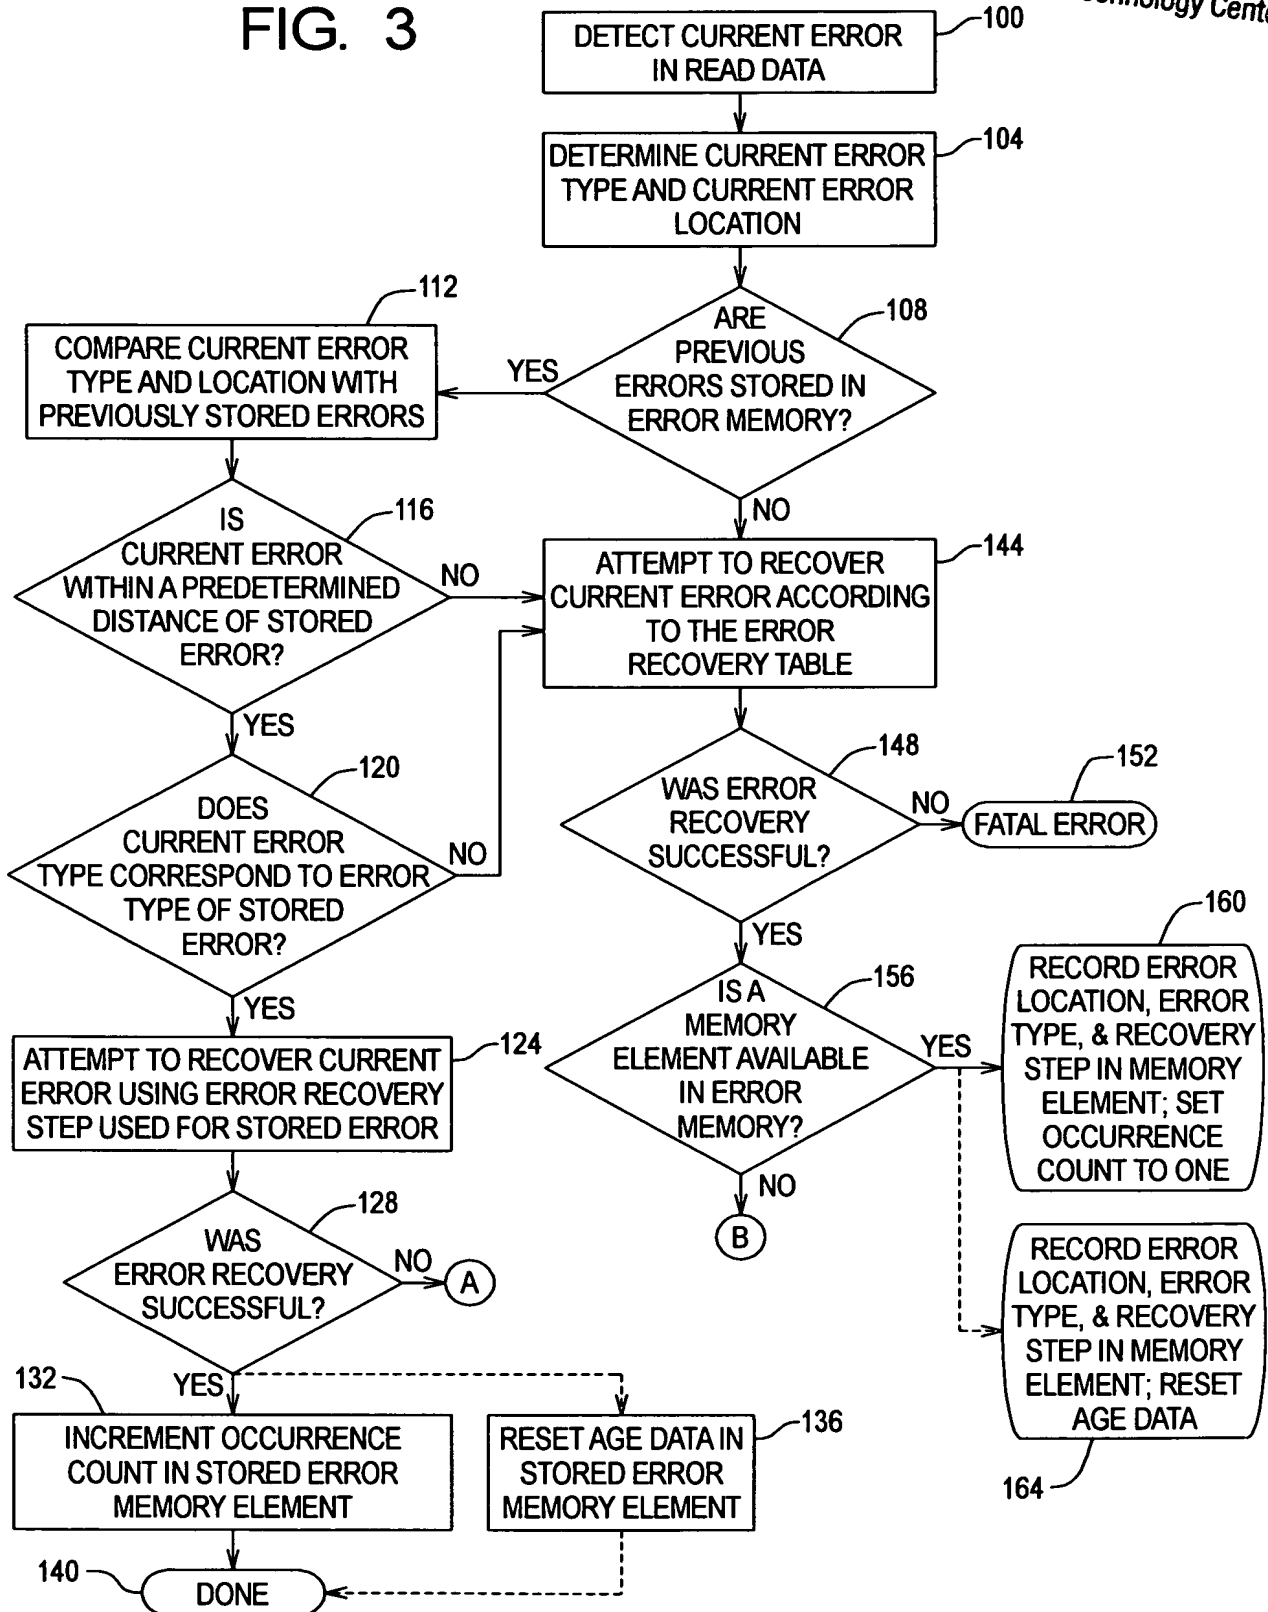 FIG. 3
Technology Cente
DETECT CURRENT ERROR
IN READ DATA
100
DETERMINE CURRENT ERROR
TYPE AND CURRENT ERROR
LOCATION
104
ARE
PREVIOUS
ERRORS STORED IN
ERROR MEMORY?
108
YES
NO
112
COMPARE CURRENT ERROR
TYPE AND LOCATION WITH
PREVIOUSLY STORED ERRORS
IS
CURRENT ERROR
WITHIN A PREDETERMINED
DISTANCE OF STORED
ERROR?
116
NO
YES
ATTEMPT TO RECOVER
CURRENT ERROR ACCORDING
TO THE ERROR
RECOVERY TABLE
144
DOES
CURRENT ERROR
TYPE CORRESPOND TO ERROR
TYPE OF STORED
ERROR?
120
NO
YES
WAS ERROR
RECOVERY
SUCCESSFUL?
148
NO
YES
152
FATAL ERROR
ATTEMPT TO RECOVER CURRENT
ERROR USING ERROR RECOVERY
STEP USED FOR STORED ERROR
124
IS A
MEMORY
ELEMENT AVAILABLE
IN ERROR
MEMORY?
156
YES
NO
B
160
RECORD ERROR
LOCATION, ERROR
TYPE, & RECOVERY
STEP IN MEMORY
ELEMENT; SET
OCCURRENCE
COUNT TO ONE
WAS
ERROR RECOVERY
SUCCESSFUL?
128
NO
A
YES
RECORD ERROR
LOCATION, ERROR
TYPE, & RECOVERY
STEP IN MEMORY
ELEMENT; RESET
AGE DATA
164
132
INCREMENT OCCURRENCE
COUNT IN STORED ERROR
MEMORY ELEMENT
RESET AGE DATA IN
STORED ERROR
MEMORY ELEMENT
136
140
DONE